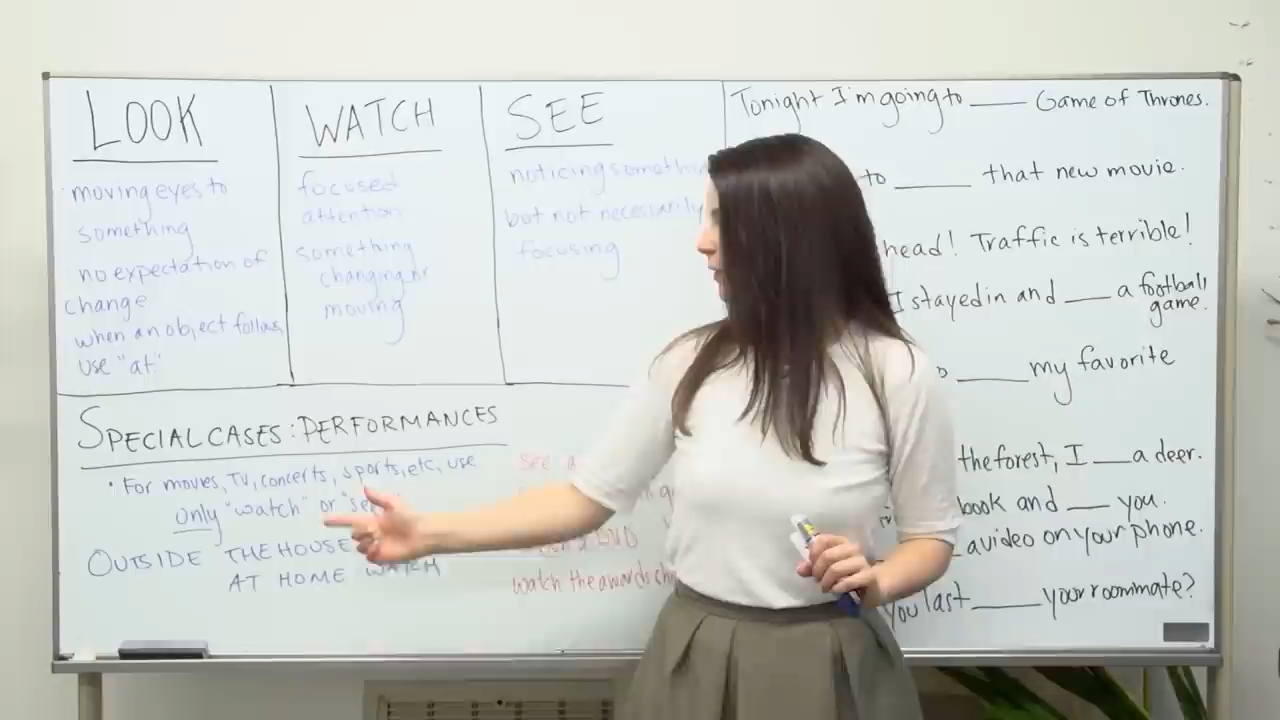 LOOK
moving eyes to
something
no expectation of
change
when an object follows
use "at"
WATCH
focused
attention
something
changing or
moving
SEE
noticing
but not necessarily
focusing
SPECIAL CASES: PERFORMANCES
· For movies, TV, concerts, sports, etc, use
only "watch" or
OUTSIDE THE HOUSE
AT HOME WATCH
see
DVD
watch the awards
Tonight I'm going to ____ Game of Thrones.
to ____ that new movie.
head! Traffic is terrible!
I stayed in and ____ a football
game.
____ my favorite
the forest, I ____ a deer.
book and ____ you.
a video on your phone.
you last ____ your roommate?